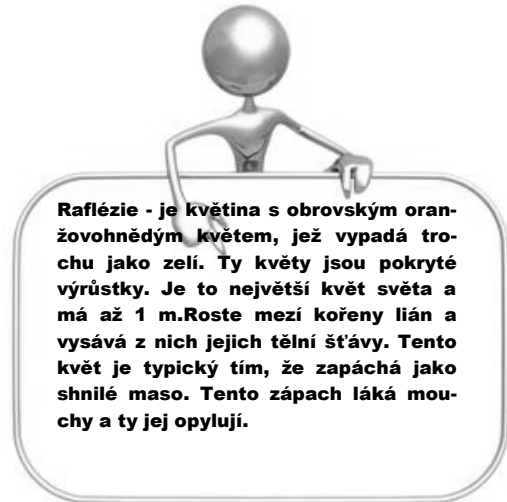 Raflézie - je květina s obrovským oran-
žovohnědým květem, jež vypadá tro-
chu jako zelí. Ty květy jsou pokryté
výrůstky. Je to největší květ světa a
má až 1 m.Roste mezí kořeny lián a
vysává z nich jejich tělní šťávy. Tento
květ je typický tím, že zapáchá jako
shnilé maso. Tento zápach láká mou-
chy a ty jej opylují.